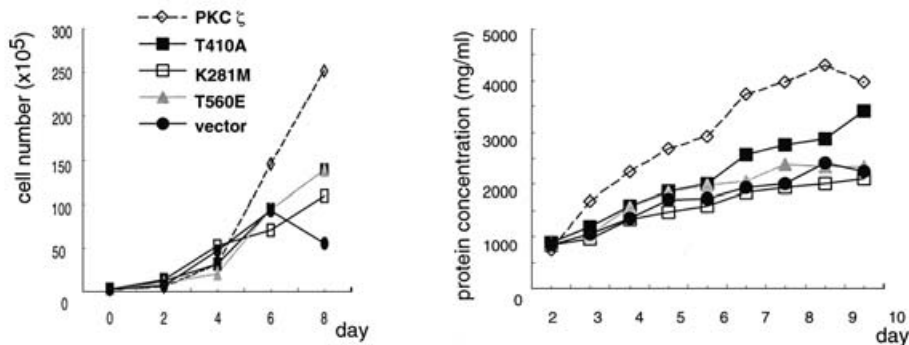 cell number (x10⁵)
300
250
200
150
100
50
0
PKC ζ
T410A
K281M
T560E
vector
0 2 4 6 8
day
protein concentration (mg/ml)
5000
4000
3000
2000
1000
0
2 3 4 5 6 7 8 9 10
day